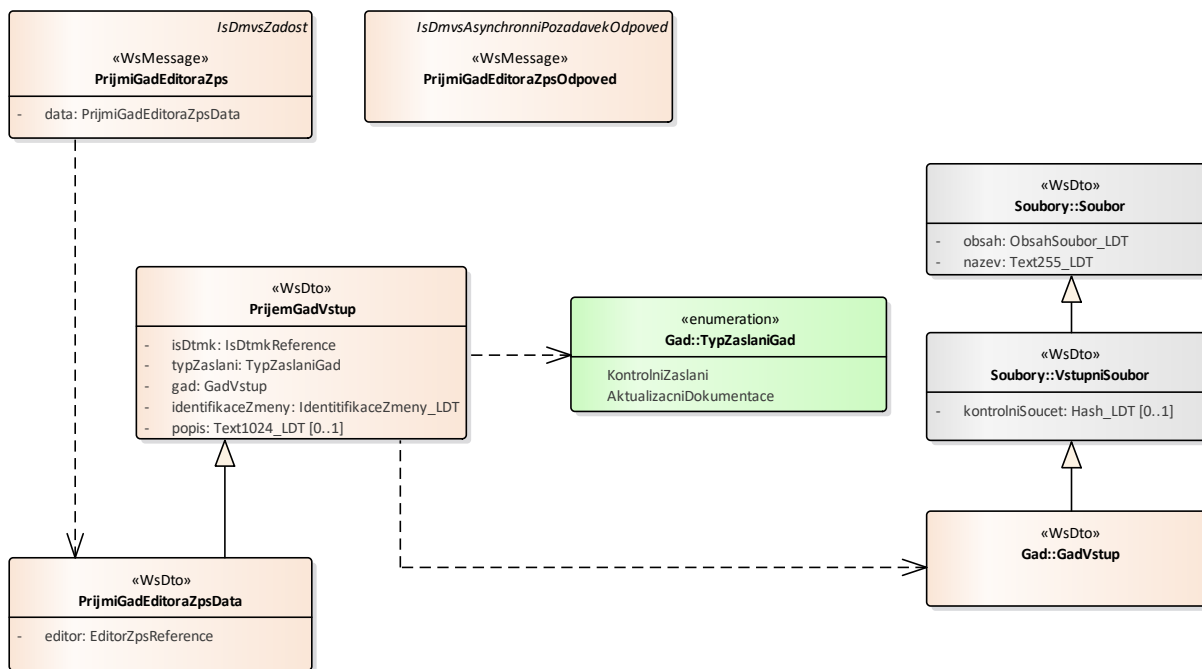 IsDmvsZadost
«WsMessage»
PrijmiGadEditoraZps
- data: PrijmiGadEditoraZpsData
IsDmvsAsynchronniPozadavekOdpoved
«WsMessage»
PrijmiGadEditoraZpsOdpoved
«WsDto»
Soubory::Soubor
- obsah: ObsahSoubor_LDT
- nazev: Text255_LDT
«WsDto»
PrijemGadVstup
- isDtmk: IsDtmkReference
- typZaslani: TypZaslaniGad
- gad: GadVstup
- identifikaceZmeny: IdentitifikaceZmeny_LDT
- popis: Text1024_LDT [0..1]
«enumeration»
Gad::TypZaslaniGad
KontrolniZaslani
AktualizacniDokumentace
«WsDto»
Soubory::VstupniSoubor
- kontrolniSoucet: Hash_LDT [0..1]
«WsDto»
Gad::GadVstup
«WsDto»
PrijmiGadEditoraZpsData
- editor: EditorZpsReference